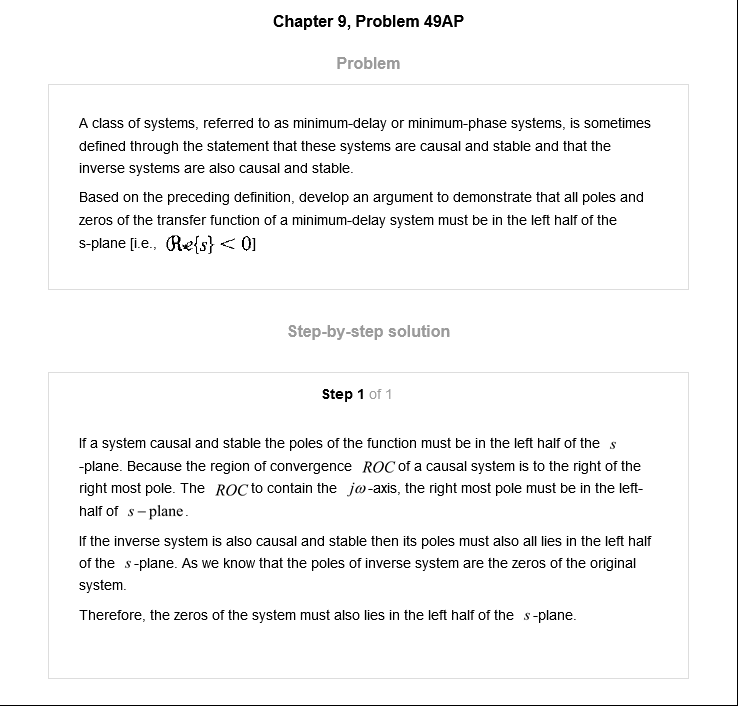 Chapter 9, Problem 49AP
Problem
A class of systems, referred to as minimum-delay or minimum-phase systems, is sometimes
defined through the statement that these systems are causal and stable and that the
inverse systems are also causal and stable.
Based on the preceding definition, develop an argument to demonstrate that all poles and
zeros of the transfer function of a minimum-delay system must be in the left half of the
s-plane [i.e., Re{s} < 0]
Step-by-step solution
Step 1 of 1
If a system causal and stable the poles of the function must be in the left half of the s
-plane. Because the region of convergence ROC of a causal system is to the right of the
right most pole. The ROC to contain the jω-axis, the right most pole must be in the left-
half of s – plane.
If the inverse system is also causal and stable then its poles must also all lies in the left half
of the s-plane. As we know that the poles of inverse system are the zeros of the original
system.
Therefore, the zeros of the system must also lies in the left half of the s-plane.